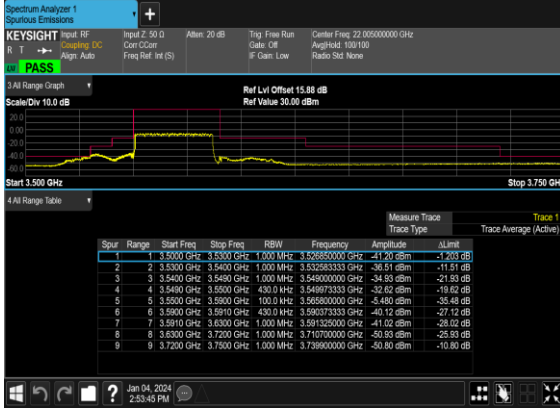 Spectrum Analyzer 1
Spurious Emissions
KEYSIGHT Input: RF Input Z: 50 Ω Atten: 20 dB Trig: Free Run Center Freq: 22.005000000 GHz
R T Coupling: DC Corr CCorr Gate: Off Avg|Hold: 100/100
Align: Auto Freq Ref: Int (S) IF Gain: Low Radio Std: None
PASS
3 All Range Graph
Ref Lvl Offset 15.88 dB
Scale/Div 10.0 dB Ref Value 30.00 dBm
20.0
0.00
-20.0
-40.0
-60.0
Start 3.500 GHz Stop 3.750 GH
4 All Range Table
Measure Trace Trace 1
Trace Type Trace Average (Active)
Spur Range Start Freq Stop Freq RBW Frequency Amplitude ΔLimit
1 1 3.5000 GHz 3.5300 GHz 1.000 MHz 3.526850000 GHz -41.20 dBm -1.203 dB
2 2 3.5300 GHz 3.5400 GHz 1.000 MHz 3.532583333 GHz -36.51 dBm -11.51 dB
3 3 3.5400 GHz 3.5490 GHz 1.000 MHz 3.549000000 GHz -34.93 dBm -21.93 dB
4 4 3.5490 GHz 3.5500 GHz 430.0 kHz 3.549973333 GHz -32.62 dBm -19.62 dB
5 5 3.5500 GHz 3.5900 GHz 100.0 kHz 3.565800000 GHz -5.480 dBm -35.48 dB
6 6 3.5900 GHz 3.5910 GHz 430.0 kHz 3.590373333 GHz -40.12 dBm -27.12 dB
7 7 3.5910 GHz 3.6300 GHz 1.000 MHz 3.591325000 GHz -41.02 dBm -28.02 dB
8 8 3.6300 GHz 3.7200 GHz 1.000 MHz 3.710700000 GHz -50.93 dBm -25.93 dB
9 9 3.7200 GHz 3.7500 GHz 1.000 MHz 3.739900000 GHz -50.80 dBm -10.80 dB
? Jan 04, 2024
2:53:45 PM